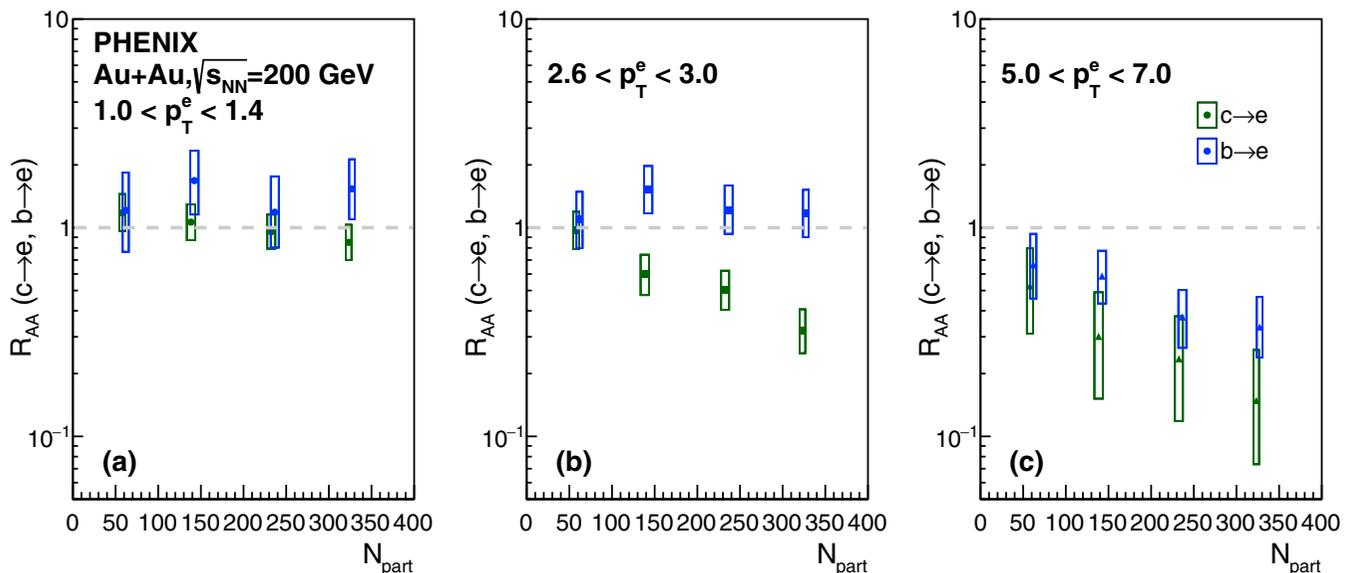 PHENIX
Au+Au,√s_NN=200 GeV
1.0 < p_T^e < 1.4
R_AA (c→e, b→e)
10
1
10^−1
(a)
0 50 100 150 200 250 300 350 400
N_part
2.6 < p_T^e < 3.0
R_AA (c→e, b→e)
10
1
10^−1
(b)
0 50 100 150 200 250 300 350 400
N_part
5.0 < p_T^e < 7.0
c→e
b→e
R_AA (c→e, b→e)
10
1
10^−1
(c)
0 50 100 150 200 250 300 350 400
N_part